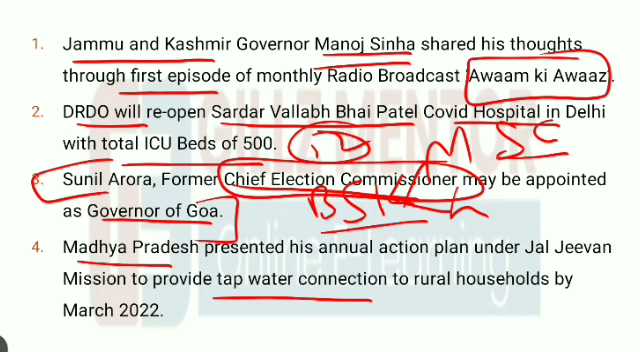 1. Jammu and Kashmir Governor Manoj Sinha shared his thoughts
through first episode of monthly Radio Broadcast 'Awaam ki Awaaz'.
2. DRDO will re-open Sardar Vallabh Bhai Patel Covid Hospital in Delhi
with total ICU Beds of 500.
MSC
3. Sunil Arora, Former Chief Election Commissioner may be appointed
as Governor of Goa.
4. Madhya Pradesh presented his annual action plan under Jal Jeevan
Mission to provide tap water connection to rural households by
March 2022.